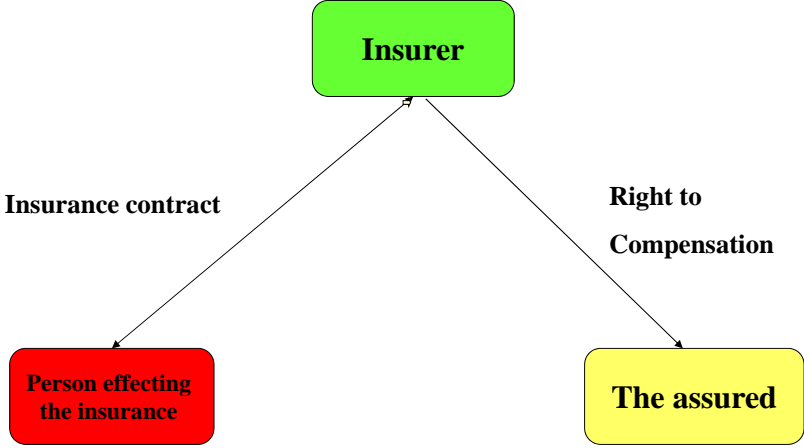 Insurer
Insurance contract
Right to
Compensation
Person effecting
the insurance
The assured